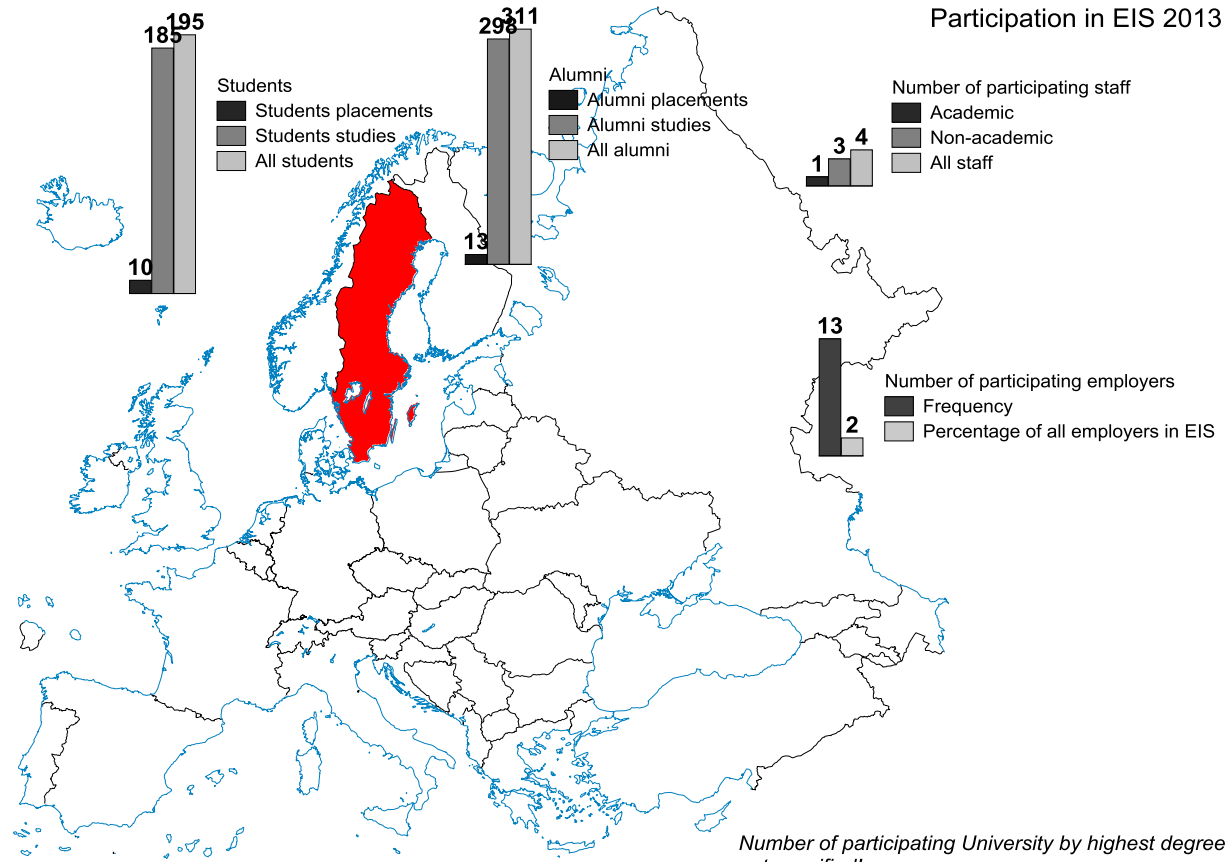 Participation in EIS 2013
185
195
10
Students
Students placements
Students studies
All students
298
311
13
Alumni
Alumni placements
Alumni studies
All alumni
1
3
4
Number of participating staff
Academic
Non-academic
All staff
13
2
Number of participating employers
Frequency
Percentage of all employers in EIS
Number of participating University by highest degree